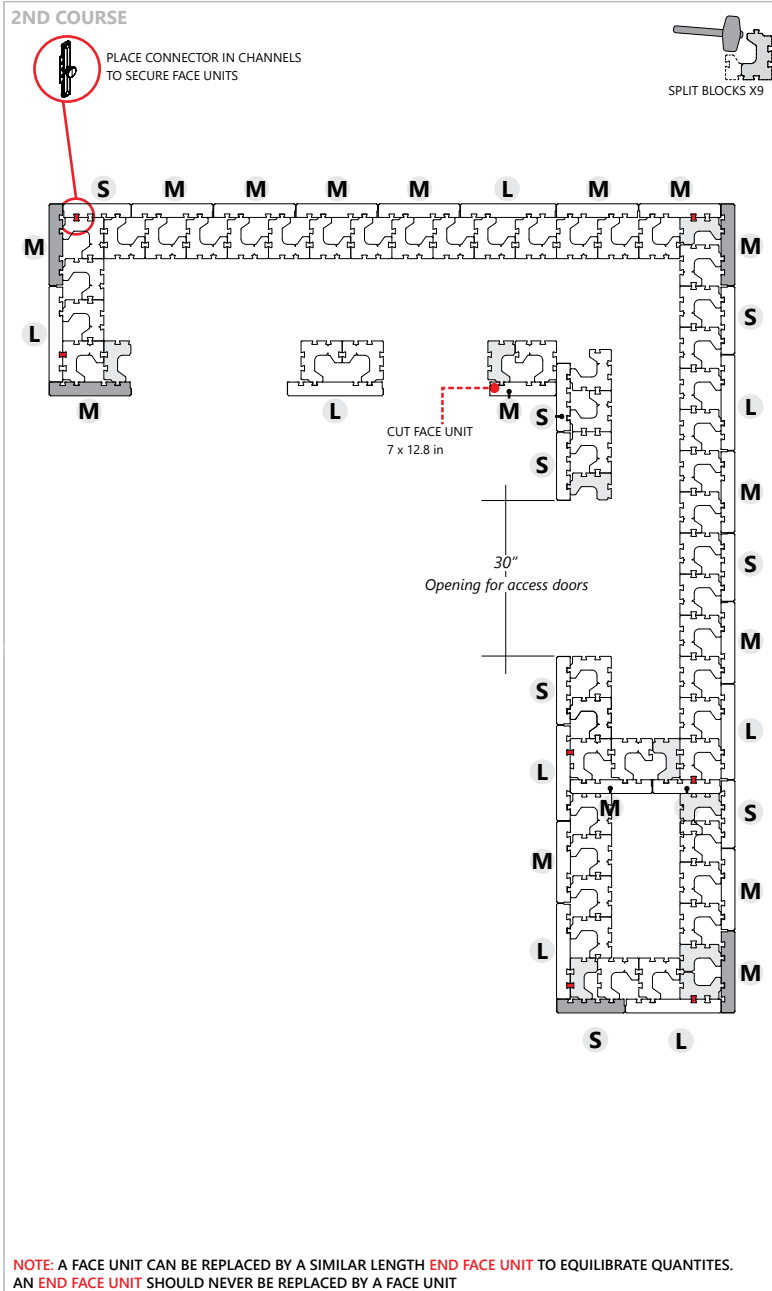 2ND COURSE
PLACE CONNECTOR IN CHANNELS
TO SECURE FACE UNITS
SPLIT BLOCKS X9
S M M M M L M M
M
L
M
L
M
S
S
CUT FACE UNIT
7 x 12.8 in
30"
Opening for access doors
M
S
L
M
S
M
L
S
M
M
S
L
M
M
L
S
L
NOTE: A FACE UNIT CAN BE REPLACED BY A SIMILAR LENGTH END FACE UNIT TO EQUILIBRATE QUANTITES.
AN END FACE UNIT SHOULD NEVER BE REPLACED BY A FACE UNIT